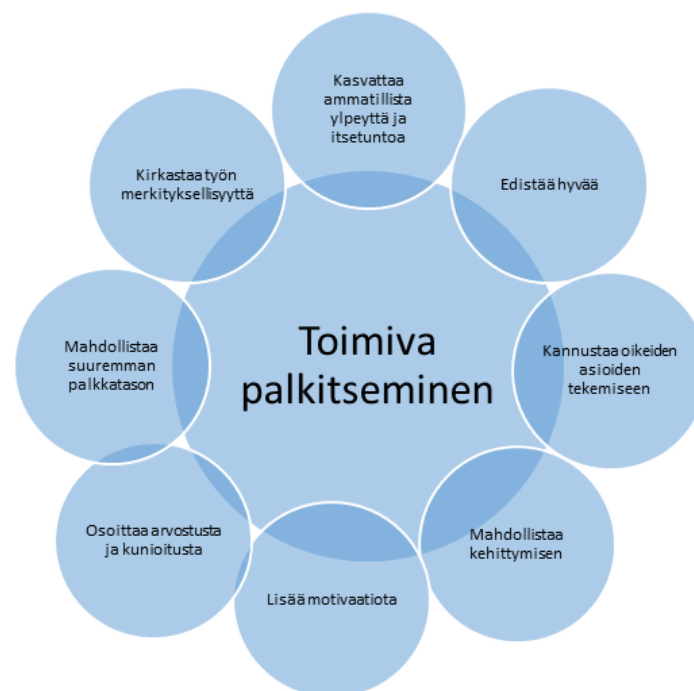 Kasvattaa
ammatillista
ylpeyttä ja
itsetuntoa
Edistää hyvää
Kannustaa oikeiden
asioiden
tekemiseen
Mahdollistaa
kehittymisen
Lisää motivaatiota
Osoittaa arvostusta
ja kunioitusta
Mahdollistaa
suuremman
palkkatason
Kirkastaa työn
merkityksellisyyttä
Toimiva
palkitseminen